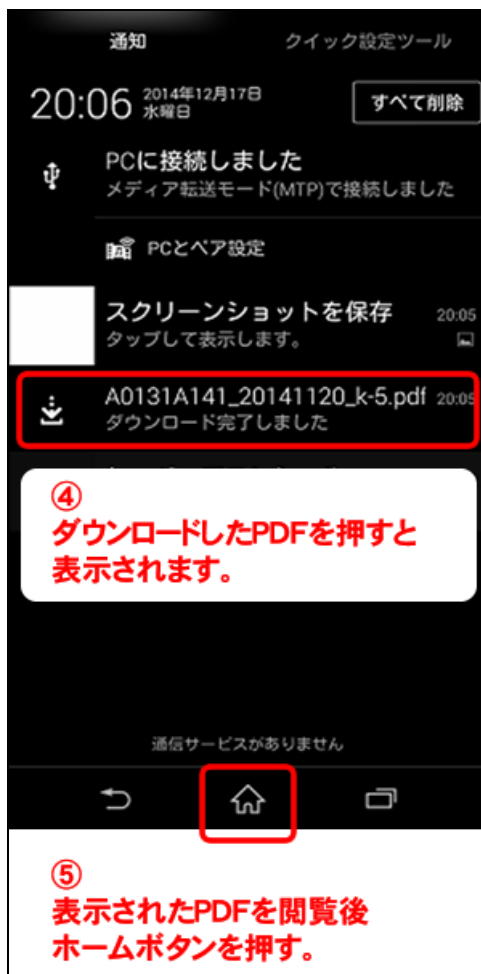 通知 クイック設定ツール
20:06 2014年12月17日
水曜日
すべて削除
PCに接続しました
メディア転送モード(MTP)で接続しました
PCとペア設定
スクリーンショットを保存 20:05
タップして表示します。
A0131A141_20141120_k-5.pdf 20:05
ダウンロード完了しました
④
ダウンロードしたPDFを押すと
表示されます。
通信サービスがありません
⑤
表示されたPDFを閲覧後
ホームボタンを押す。